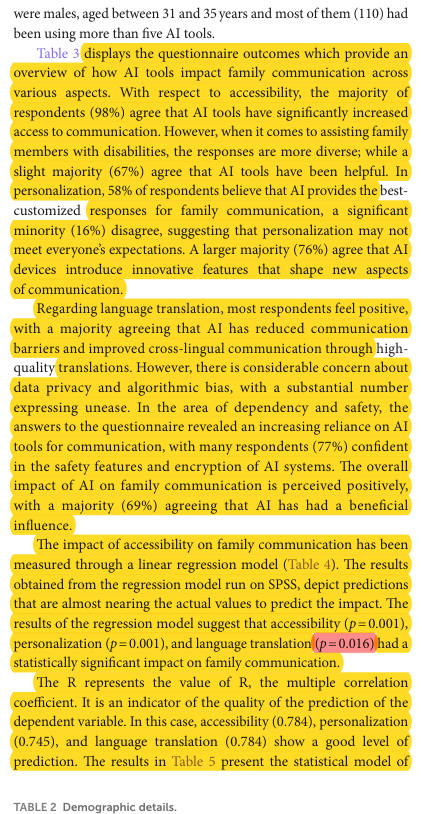 were males, aged between 31 and 35 years and most of them (110) had
been using more than five AI tools.
Table 3 displays the questionnaire outcomes which provide an
overview of how AI tools impact family communication across
various aspects. With respect to accessibility, the majority of
respondents (98%) agree that AI tools have significantly increased
access to communication. However, when it comes to assisting family
members with disabilities, the responses are more diverse; while a
slight majority (67%) agree that AI tools have been helpful. In
personalization, 58% of respondents believe that AI provides the best-
customized responses for family communication, a significant
minority (16%) disagree, suggesting that personalization may not
meet everyone's expectations. A larger majority (76%) agree that AI
devices introduce innovative features that shape new aspects
of communication.
Regarding language translation, most respondents feel positive,
with a majority agreeing that AI has reduced communication
barriers and improved cross-lingual communication through high-
quality translations. However, there is considerable concern about
data privacy and algorithmic bias, with a substantial number
expressing unease. In the area of dependency and safety, the
answers to the questionnaire revealed an increasing reliance on AI
tools for communication, with many respondents (77%) confident
in the safety features and encryption of AI systems. The overall
impact of AI on family communication is perceived positively,
with a majority (69%) agreeing that AI has had a beneficial
influence.
The impact of accessibility on family communication has been
measured through a linear regression model (Table 4). The results
obtained from the regression model run on SPSS, depict predictions
that are almost nearing the actual values to predict the impact. The
results of the regression model suggest that accessibility (p = 0.001),
personalization (p = 0.001), and language translation (p = 0.016) had a
statistically significant impact on family communication.
The R represents the value of R, the multiple correlation
coefficient. It is an indicator of the quality of the prediction of the
dependent variable. In this case, accessibility (0.784), personalization
(0.745), and language translation (0.784) show a good level of
prediction. The results in Table 5 present the statistical model of
TABLE 2 Demographic details.